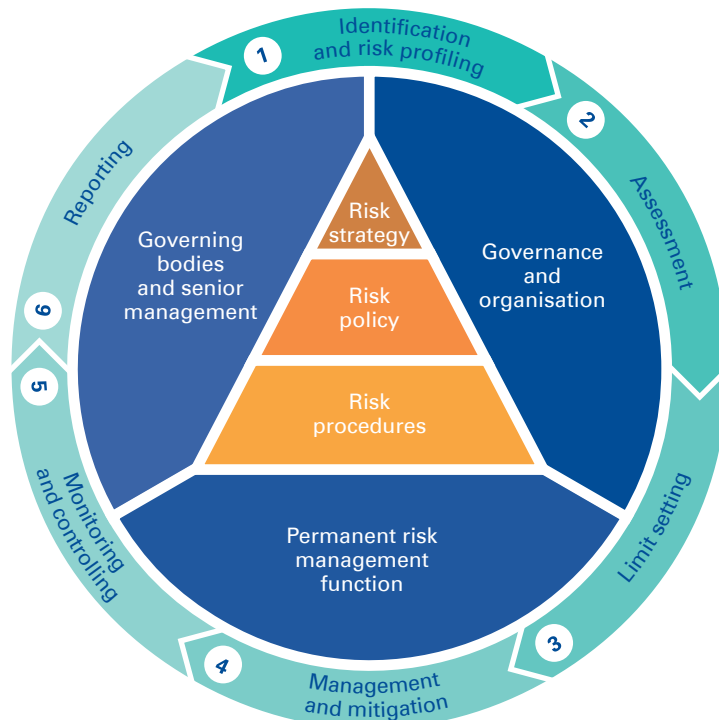 1
Identification
and risk profiling
2
Assessment
Limit setting
3
Management
and mitigation
4
Monitoring
and controlling
5
6
Reporting
Governing
bodies
and senior
management
Governance
and
organisation
Risk
strategy
Risk
policy
Risk
procedures
Permanent risk
management
function